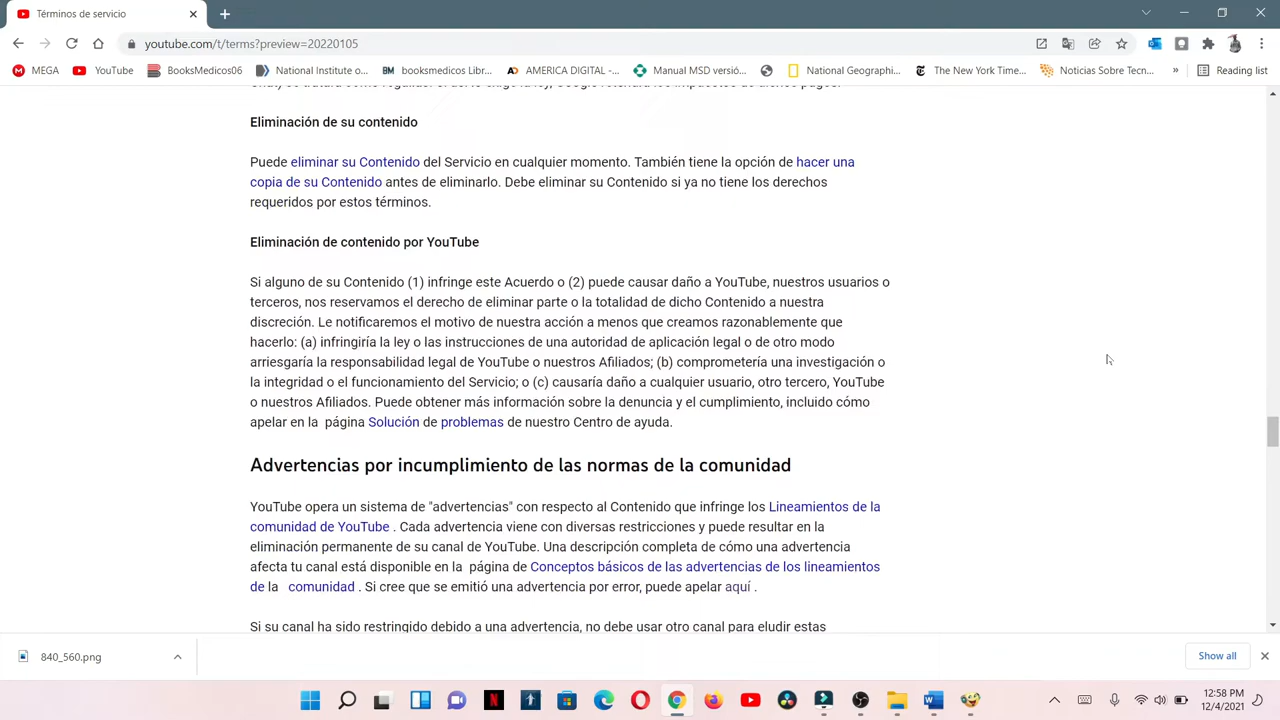 Términos de servicio
youtube.com/t/terms?preview=20220105
MEGA YouTube BooksMedicos06 National Institute o... booksmedicos Libr... AMERICA DIGITAL -... Manual MSD versió... National Geographi... The New York Time... Noticias Sobre Tecn... » Reading list
Eliminación de su contenido
Puede eliminar su Contenido del Servicio en cualquier momento. También tiene la opción de hacer una
copia de su Contenido antes de eliminarlo. Debe eliminar su Contenido si ya no tiene los derechos
requeridos por estos términos.
Eliminación de contenido por YouTube
Si alguno de su Contenido (1) infringe este Acuerdo o (2) puede causar daño a YouTube, nuestros usuarios o
terceros, nos reservamos el derecho de eliminar parte o la totalidad de dicho Contenido a nuestra
discreción. Le notificaremos el motivo de nuestra acción a menos que creamos razonablemente que
hacerlo: (a) infringiría la ley o las instrucciones de una autoridad de aplicación legal o de otro modo
arriesgaría la responsabilidad legal de YouTube o nuestros Afiliados; (b) comprometería una investigación o
la integridad o el funcionamiento del Servicio; o (c) causaría daño a cualquier usuario, otro tercero, YouTube
o nuestros Afiliados. Puede obtener más información sobre la denuncia y el cumplimiento, incluido cómo
apelar en la página Solución de problemas de nuestro Centro de ayuda.
Advertencias por incumplimiento de las normas de la comunidad
YouTube opera un sistema de "advertencias" con respecto al Contenido que infringe los Lineamientos de la
comunidad de YouTube . Cada advertencia viene con diversas restricciones y puede resultar en la
eliminación permanente de su canal de YouTube. Una descripción completa de cómo una advertencia
afecta tu canal está disponible en la página de Conceptos básicos de las advertencias de los lineamientos
de la comunidad . Si cree que se emitió una advertencia por error, puede apelar aquí .
Si su canal ha sido restringido debido a una advertencia, no debe usar otro canal para eludir estas
840_560.png
Show all
12:58 PM
12/4/2021